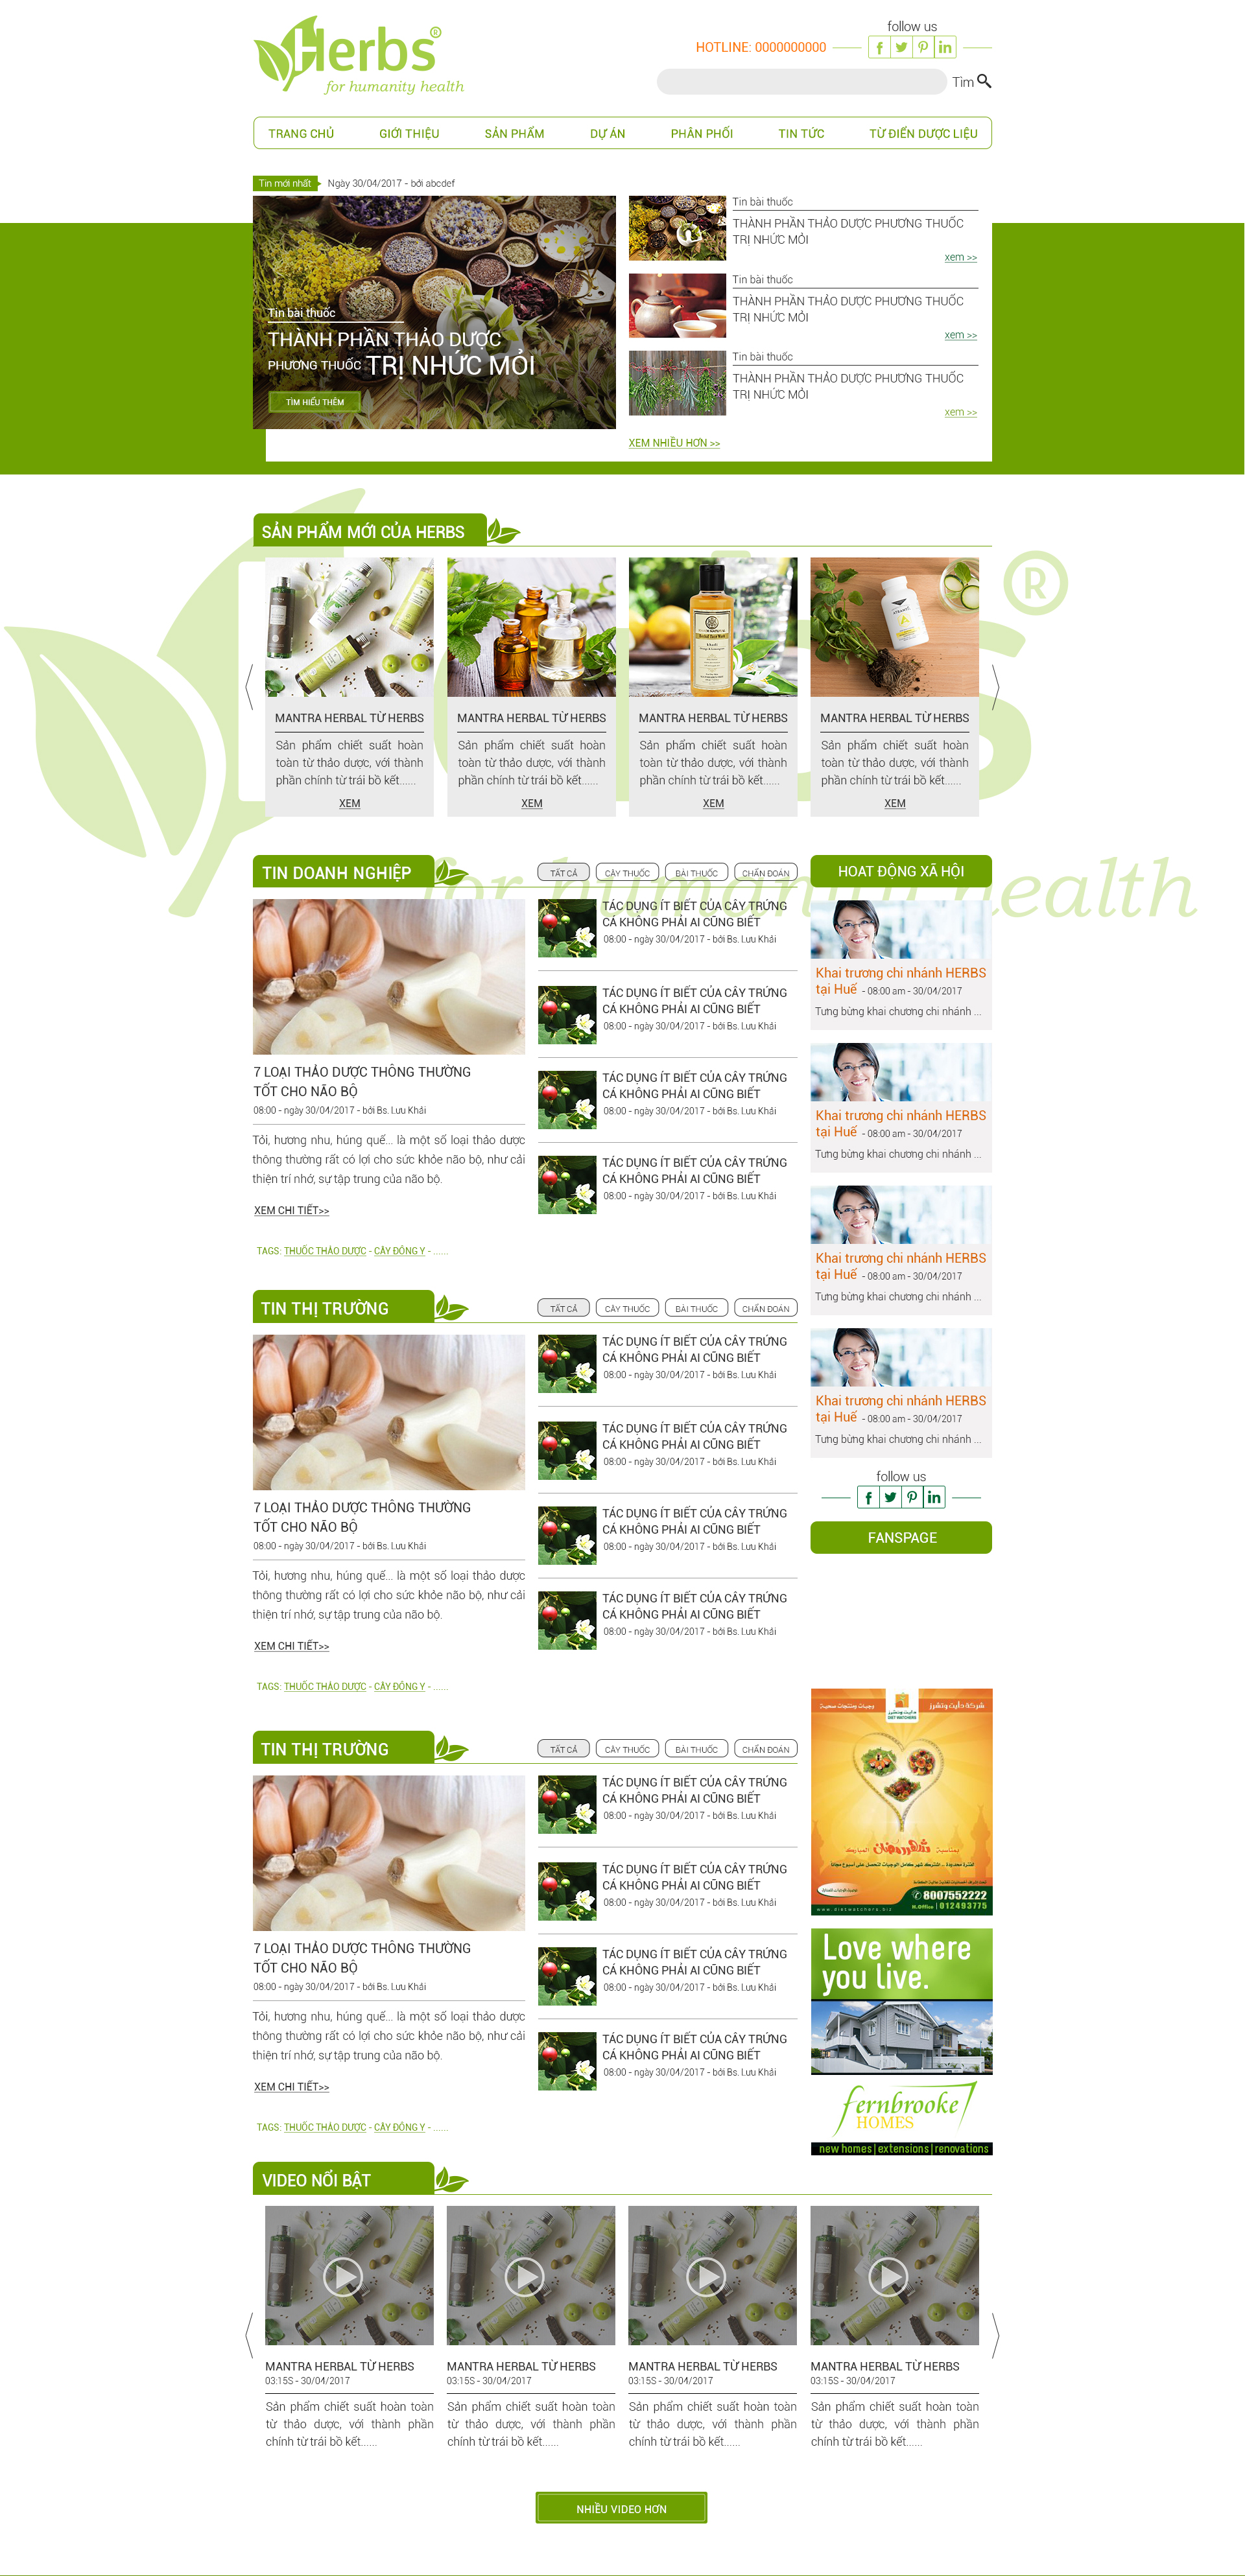 Herbs®
for humanity health
follow us
HOTLINE: 0000000000
Tìm
TRANG CHỦ
GIỚI THIỆU
SẢN PHẨM
DỰ ÁN
PHÂN PHỐI
TIN TỨC
TỪ ĐIỂN DƯỢC LIỆU
Tin mới nhất
Ngày 30/04/2017 - bởi abcdef
Tin bài thuốc
THÀNH PHẦN THẢO DƯỢC
PHƯƠNG THUỐC TRỊ NHỨC MỎI
TÌM HIỂU THÊM
Tin bài thuốc
THÀNH PHẦN THẢO DƯỢC PHƯƠNG THUỐC
TRỊ NHỨC MỎI
xem >>
Tin bài thuốc
THÀNH PHẦN THẢO DƯỢC PHƯƠNG THUỐC
TRỊ NHỨC MỎI
xem >>
Tin bài thuốc
THÀNH PHẦN THẢO DƯỢC PHƯƠNG THUỐC
TRỊ NHỨC MỎI
xem >>
XEM NHIỀU HƠN >>
SẢN PHẨM MỚI CỦA HERBS
MANTRA HERBAL TỪ HERBS
Sản phẩm chiết suất hoàn
toàn từ thảo dược, với thành
phần chính từ trái bồ kết......
XEM
MANTRA HERBAL TỪ HERBS
Sản phẩm chiết suất hoàn
toàn từ thảo dược, với thành
phần chính từ trái bồ kết......
XEM
MANTRA HERBAL TỪ HERBS
Sản phẩm chiết suất hoàn
toàn từ thảo dược, với thành
phần chính từ trái bồ kết......
XEM
MANTRA HERBAL TỪ HERBS
Sản phẩm chiết suất hoàn
toàn từ thảo dược, với thành
phần chính từ trái bồ kết......
XEM
TIN DOANH NGHIỆP
TẤT CẢ
CÂY THUỐC
BÀI THUỐC
CHẨN ĐOÁN
7 LOẠI THẢO DƯỢC THÔNG THƯỜNG
TỐT CHO NÃO BỘ
08:00 - ngày 30/04/2017 - bởi Bs. Lưu Khải
Tỏi, hương nhu, húng quế... là một số loại thảo dược
thông thường rất có lợi cho sức khỏe não bộ, như cải
thiện trí nhớ, sự tập trung của não bộ.
XEM CHI TIẾT>>
TAGS: THUỐC THẢO DƯỢC - CÂY ĐÔNG Y - ......
TÁC DỤNG ÍT BIẾT CỦA CÂY TRỨNG
CÁ KHÔNG PHẢI AI CŨNG BIẾT
08:00 - ngày 30/04/2017 - bởi Bs. Lưu Khải
TÁC DỤNG ÍT BIẾT CỦA CÂY TRỨNG
CÁ KHÔNG PHẢI AI CŨNG BIẾT
08:00 - ngày 30/04/2017 - bởi Bs. Lưu Khải
TÁC DỤNG ÍT BIẾT CỦA CÂY TRỨNG
CÁ KHÔNG PHẢI AI CŨNG BIẾT
08:00 - ngày 30/04/2017 - bởi Bs. Lưu Khải
TÁC DỤNG ÍT BIẾT CỦA CÂY TRỨNG
CÁ KHÔNG PHẢI AI CŨNG BIẾT
08:00 - ngày 30/04/2017 - bởi Bs. Lưu Khải
HOẠT ĐỘNG XÃ HỘI
Khai trương chi nhánh HERBS
tại Huế - 08:00 am - 30/04/2017
Tưng bừng khai chương chi nhánh ...
Khai trương chi nhánh HERBS
tại Huế - 08:00 am - 30/04/2017
Tưng bừng khai chương chi nhánh ...
Khai trương chi nhánh HERBS
tại Huế - 08:00 am - 30/04/2017
Tưng bừng khai chương chi nhánh ...
Khai trương chi nhánh HERBS
tại Huế - 08:00 am - 30/04/2017
Tưng bừng khai chương chi nhánh ...
follow us
FANSPAGE
TIN THỊ TRƯỜNG
TẤT CẢ
CÂY THUỐC
BÀI THUỐC
CHẨN ĐOÁN
7 LOẠI THẢO DƯỢC THÔNG THƯỜNG
TỐT CHO NÃO BỘ
08:00 - ngày 30/04/2017 - bởi Bs. Lưu Khải
Tỏi, hương nhu, húng quế... là một số loại thảo dược
thông thường rất có lợi cho sức khỏe não bộ, như cải
thiện trí nhớ, sự tập trung của não bộ.
XEM CHI TIẾT>>
TAGS: THUỐC THẢO DƯỢC - CÂY ĐÔNG Y - ......
TÁC DỤNG ÍT BIẾT CỦA CÂY TRỨNG
CÁ KHÔNG PHẢI AI CŨNG BIẾT
08:00 - ngày 30/04/2017 - bởi Bs. Lưu Khải
TÁC DỤNG ÍT BIẾT CỦA CÂY TRỨNG
CÁ KHÔNG PHẢI AI CŨNG BIẾT
08:00 - ngày 30/04/2017 - bởi Bs. Lưu Khải
TÁC DỤNG ÍT BIẾT CỦA CÂY TRỨNG
CÁ KHÔNG PHẢI AI CŨNG BIẾT
08:00 - ngày 30/04/2017 - bởi Bs. Lưu Khải
TÁC DỤNG ÍT BIẾT CỦA CÂY TRỨNG
CÁ KHÔNG PHẢI AI CŨNG BIẾT
08:00 - ngày 30/04/2017 - bởi Bs. Lưu Khải
TIN THỊ TRƯỜNG
TẤT CẢ
CÂY THUỐC
BÀI THUỐC
CHẨN ĐOÁN
7 LOẠI THẢO DƯỢC THÔNG THƯỜNG
TỐT CHO NÃO BỘ
08:00 - ngày 30/04/2017 - bởi Bs. Lưu Khải
Tỏi, hương nhu, húng quế... là một số loại thảo dược
thông thường rất có lợi cho sức khỏe não bộ, như cải
thiện trí nhớ, sự tập trung của não bộ.
XEM CHI TIẾT>>
TAGS: THUỐC THẢO DƯỢC - CÂY ĐÔNG Y - ......
TÁC DỤNG ÍT BIẾT CỦA CÂY TRỨNG
CÁ KHÔNG PHẢI AI CŨNG BIẾT
08:00 - ngày 30/04/2017 - bởi Bs. Lưu Khải
TÁC DỤNG ÍT BIẾT CỦA CÂY TRỨNG
CÁ KHÔNG PHẢI AI CŨNG BIẾT
08:00 - ngày 30/04/2017 - bởi Bs. Lưu Khải
TÁC DỤNG ÍT BIẾT CỦA CÂY TRỨNG
CÁ KHÔNG PHẢI AI CŨNG BIẾT
08:00 - ngày 30/04/2017 - bởi Bs. Lưu Khải
TÁC DỤNG ÍT BIẾT CỦA CÂY TRỨNG
CÁ KHÔNG PHẢI AI CŨNG BIẾT
08:00 - ngày 30/04/2017 - bởi Bs. Lưu Khải
وجبات ومنتجات صحية
شركة دايت وتشرز
DIET WATCHERS
بمناسبة شهر رمضان المبارك
8007552222
H.Office | 012493775
www.dietwatchers.biz
Love where
you live.
fernbrooke
HOMES
new homes | extensions | renovations
VIDEO NỔI BẬT
MANTRA HERBAL TỪ HERBS
03:15S - 30/04/2017
Sản phẩm chiết suất hoàn toàn
từ thảo dược, với thành phần
chính từ trái bồ kết......
MANTRA HERBAL TỪ HERBS
03:15S - 30/04/2017
Sản phẩm chiết suất hoàn toàn
từ thảo dược, với thành phần
chính từ trái bồ kết......
MANTRA HERBAL TỪ HERBS
03:15S - 30/04/2017
Sản phẩm chiết suất hoàn toàn
từ thảo dược, với thành phần
chính từ trái bồ kết......
MANTRA HERBAL TỪ HERBS
03:15S - 30/04/2017
Sản phẩm chiết suất hoàn toàn
từ thảo dược, với thành phần
chính từ trái bồ kết......
NHIỀU VIDEO HƠN